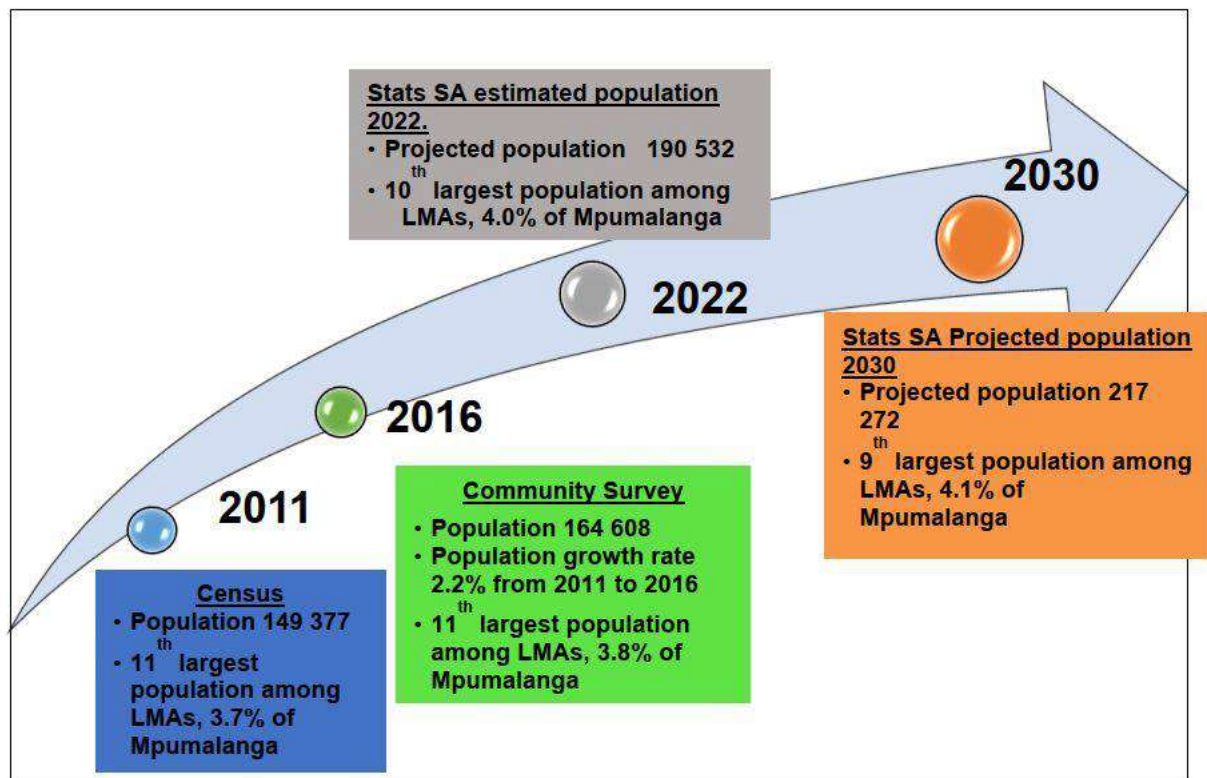 Stats SA estimated population
2022.
• Projected population 190 532
• 10th largest population among
LMAs, 4.0% of Mpumalanga
2030
2022
Stats SA Projected population
2030
• Projected population 217
272
• 9th largest population among
LMAs, 4.1% of
Mpumalanga
2016
Community Survey
• Population 164 608
• Population growth rate
2.2% from 2011 to 2016
• 11th largest population
among LMAs, 3.8% of
Mpumalanga
2011
Census
• Population 149 377
• 11th largest
population among
LMAs, 3.7% of
Mpumalanga